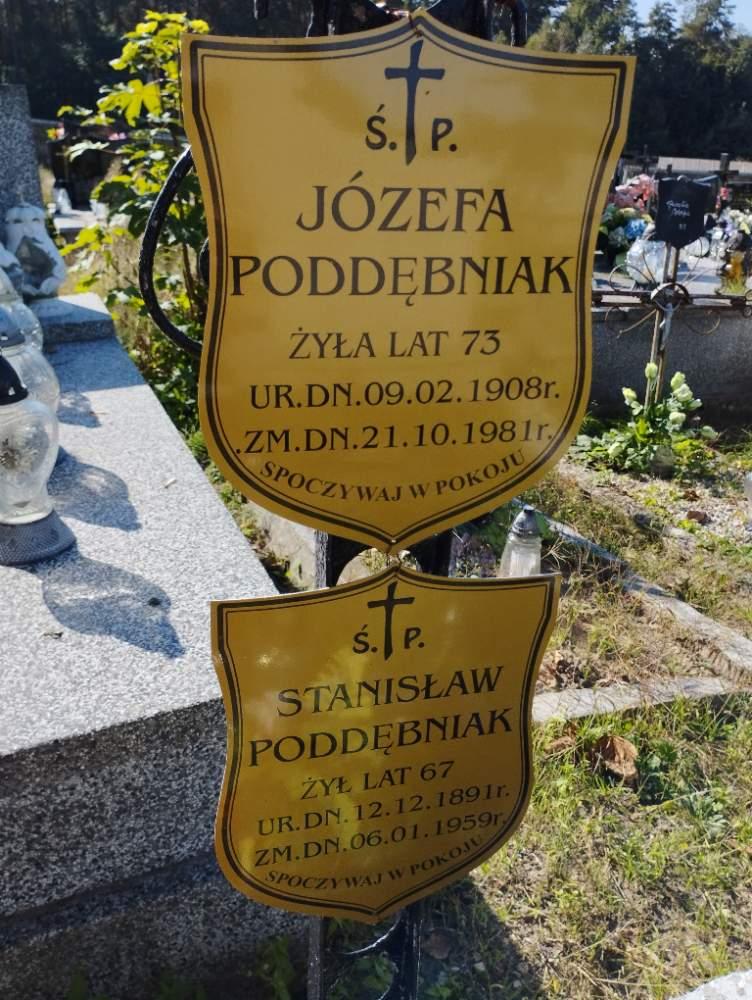 Ś. P.
JÓZEFA
PODDĘBNIAK
ŻYŁA LAT 73
UR.DN.09.02.1908r.
.ZM.DN.21.10.1981r.
SPOCZYWAJ W POKOJU
Ś. P.
STANISŁAW
PODDĘBNIAK
ŻYŁ LAT 67
UR.DN.12.12.1891r.
ZM.DN.06.01.1959r.
SPOCZYWAJ W POKOJU